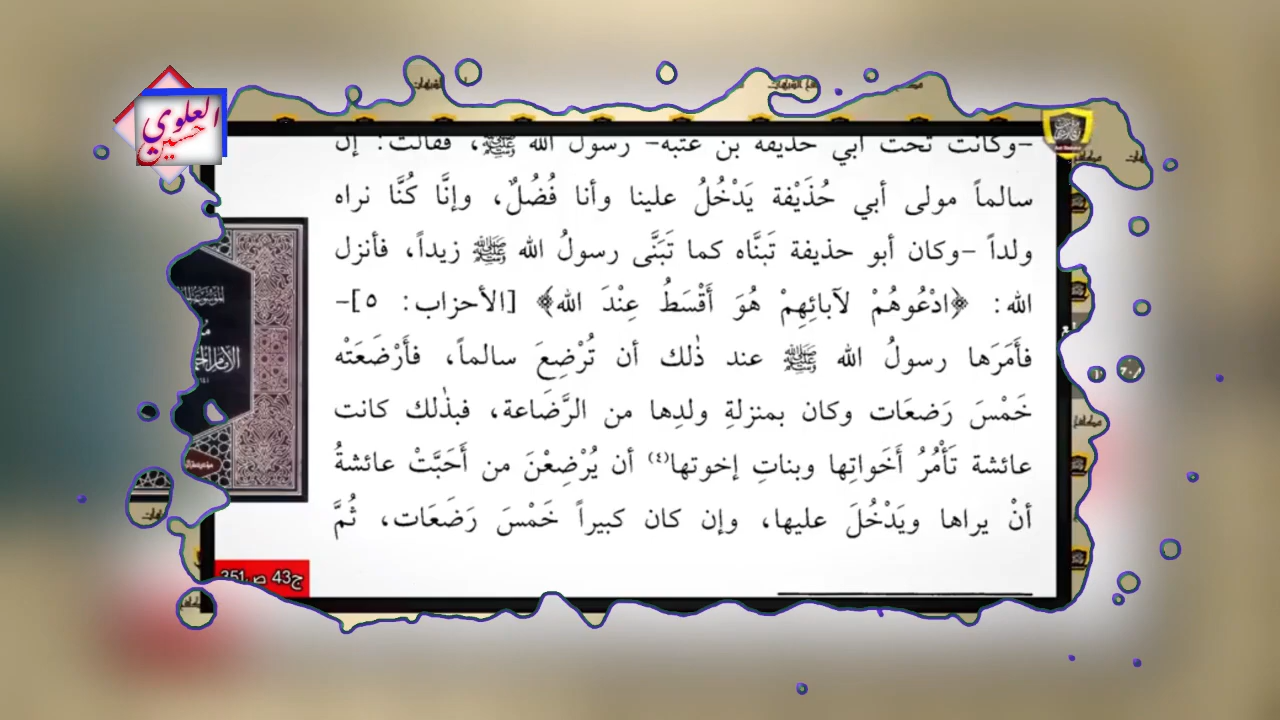 العلوي
حسين
-وكانت تحت أبي حذيفة بن عتبة- رسول الله ﷺ، فقالت: إن
سالماً مولى أبي حُذَيْفة يَدْخُلُ علينا وأنا فُضُلٌ، وإنَّا كُنَّا نراه
ولداً -وكان أبو حذيفة تَبنَّاه كما تَبَنَّى رسولُ الله ﷺ زيداً، فأنزل
الله: ﴿ادْعُوهُمْ لآبائِهِمْ هُوَ أَقْسَطُ عِنْدَ الله﴾ [الأحزاب: ٥]-
فأَمَرَها رسولُ الله ﷺ عند ذٰلك أن تُرْضِعَ سالماً، فأَرْضَعَتْه
خَمْسَ رَضعَات وكان بمنزلةِ ولدِها من الرَّضَاعة، فبذٰلك كانت
عائشة تَأْمُرُ أَخَواتِها وبناتِ إخوتها(٤) أن يُرْضِعْنَ من أَحَبَّتْ عائشةُ
أنْ يراها ويَدْخُلَ عليها، وإن كان كبيراً خَمْسَ رَضَعَات، ثُمَّ
ج43 ص351